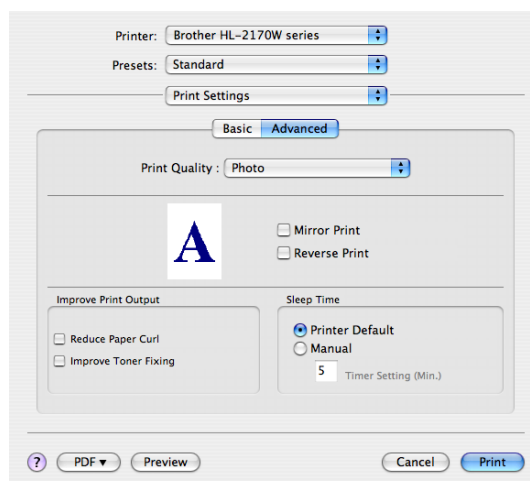 Printer: Brother HL-2170W series
Presets: Standard
Print Settings
Basic Advanced
Print Quality : Photo
A
Mirror Print
Reverse Print
Improve Print Output
Reduce Paper Curl
Improve Toner Fixing
Sleep Time
Printer Default
Manual
5 Timer Setting (Min.)
? PDF ▼ Preview Cancel Print